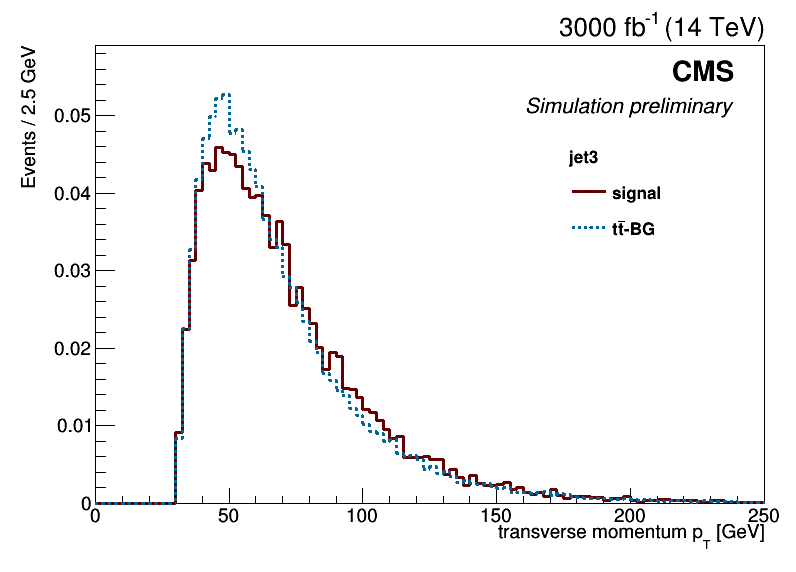 3000 fb-1 (14 TeV)
Events / 2.5 GeV
CMS
Simulation preliminary
jet3
signal
tt̄-BG
0.05
0.04
0.03
0.02
0.01
0
0 50 100 150 200 250
transverse momentum pT [GeV]